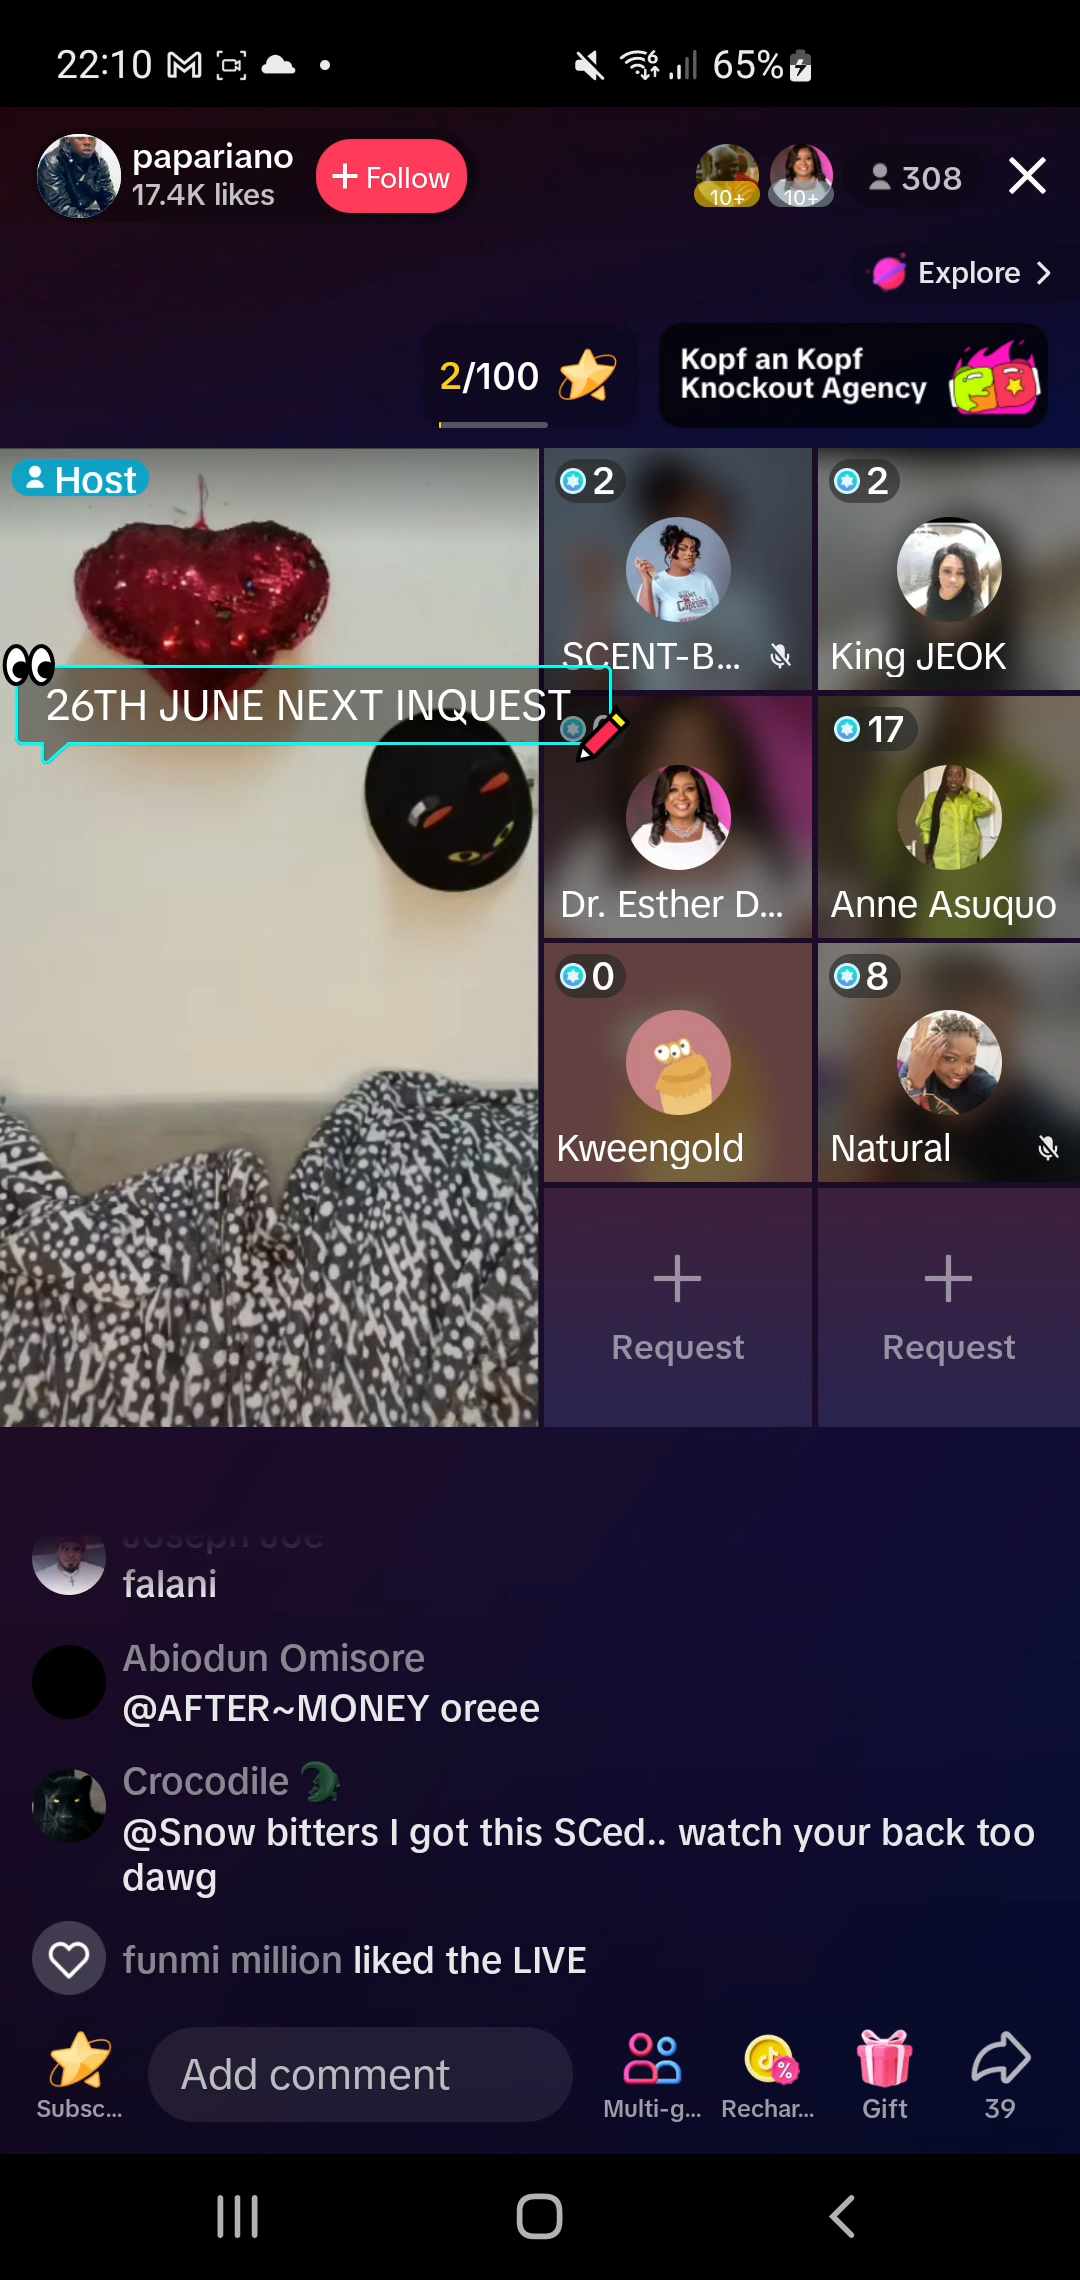 22:10
65%
papariano
17.4K likes
+ Follow
10+
10+
308
Explore
2/100
Kopf an Kopf
Knockout Agency
Host
2
SCENT-B...
2
King JEOK
26TH JUNE NEXT INQUEST
Dr. Esther D...
17
Anne Asuquo
0
Kweengold
8
Natural
Request
Request
Joseph Joe
falani
Abiodun Omisore
@AFTER~MONEY oreee
Crocodile 🐊
@Snow bitters I got this SCed.. watch your back too
dawg
funmi million liked the LIVE
Subsc...
Add comment
Multi-g...
Rechar...
Gift
39